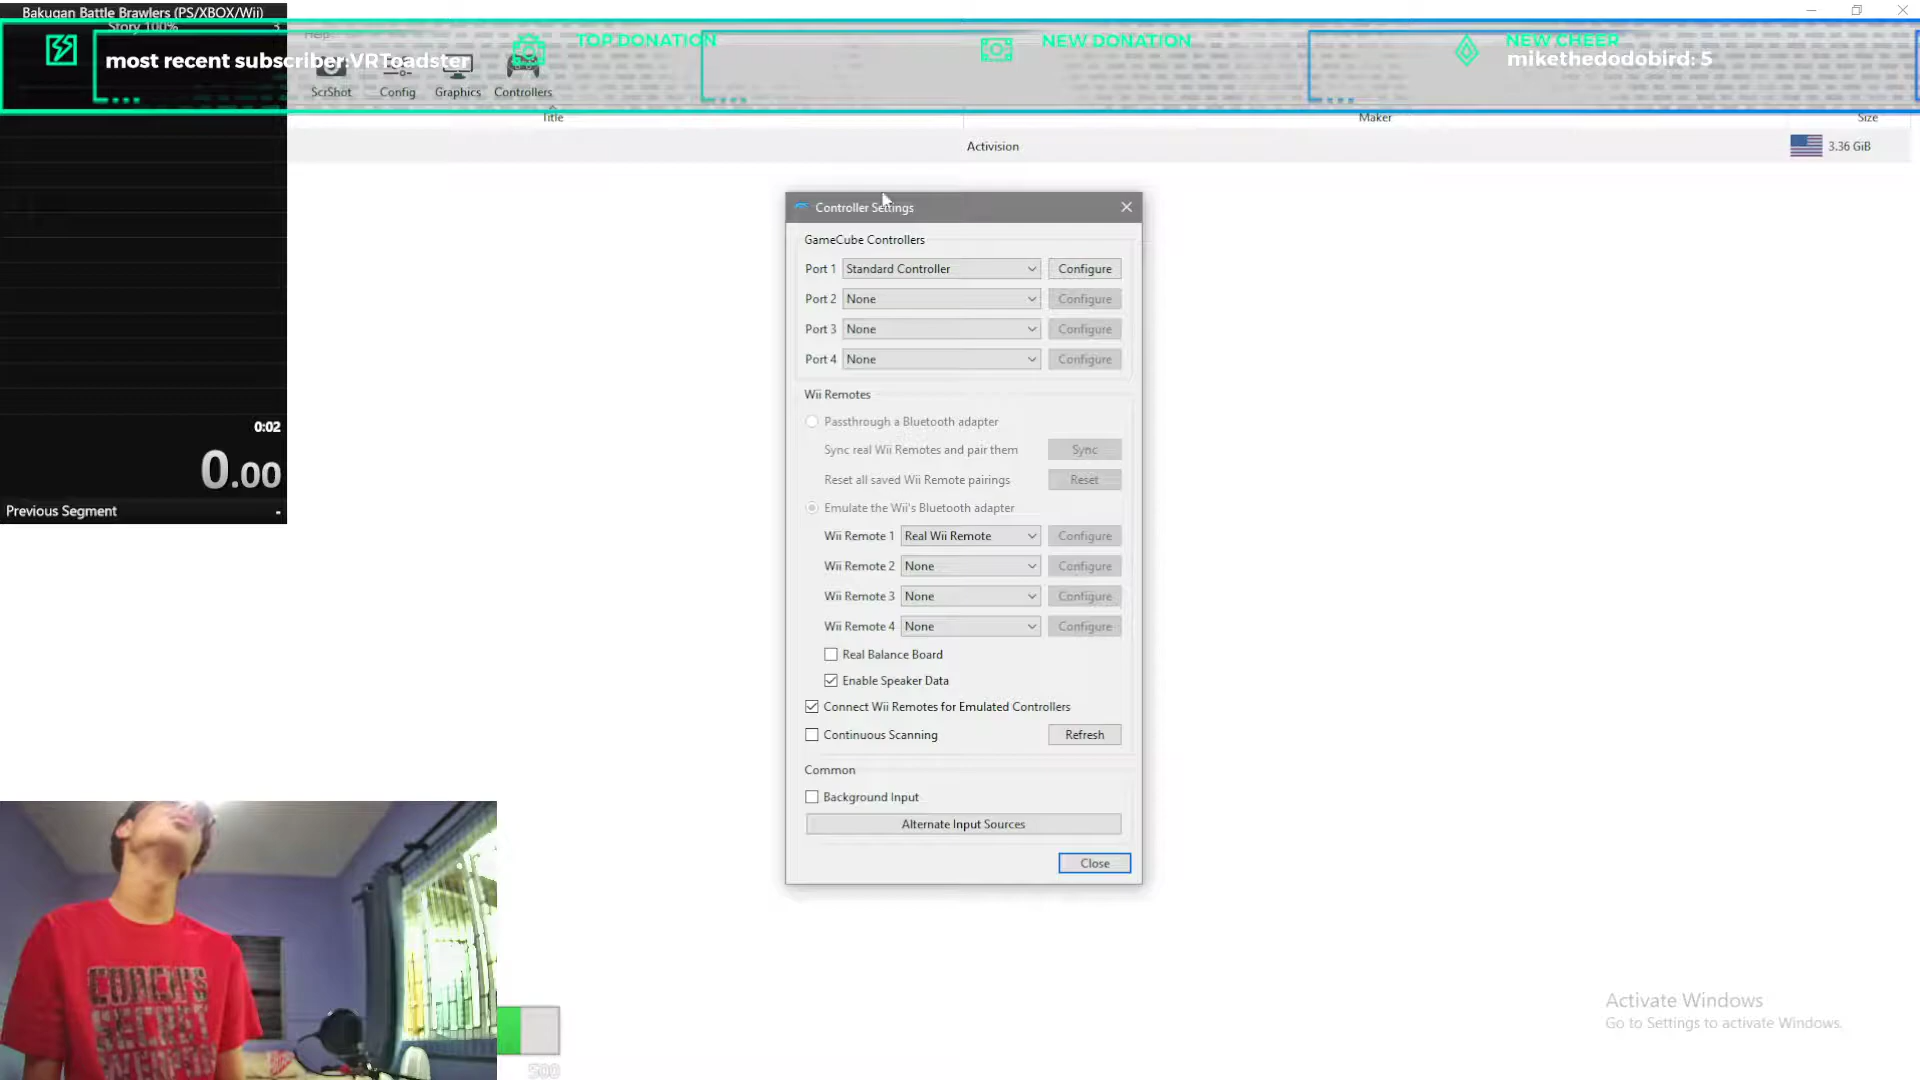 Bakugan Battle Brawlers (PS/XBOX/Wii)
Story 100% 3
Help
most recent subscriber:VRToadster
TOP DONATION
NEW DONATION
NEW CHEER
mikethedodobird: 5
ScrShot Config Graphics Controllers
Title Maker Size
Activision 3.36 GiB
Controller Settings
GameCube Controllers
Port 1 Standard Controller Configure
Port 2 None Configure
Port 3 None Configure
Port 4 None Configure
Wii Remotes
Passthrough a Bluetooth adapter
Sync real Wii Remotes and pair them Sync
Reset all saved Wii Remote pairings Reset
Emulate the Wii's Bluetooth adapter
Wii Remote 1 Real Wii Remote Configure
Wii Remote 2 None Configure
Wii Remote 3 None Configure
Wii Remote 4 None Configure
Real Balance Board
Enable Speaker Data
Connect Wii Remotes for Emulated Controllers
Continuous Scanning Refresh
Common
Background Input
Alternate Input Sources
Close
0:02
0.00
Previous Segment -
500
Activate Windows
Go to Settings to activate Windows.